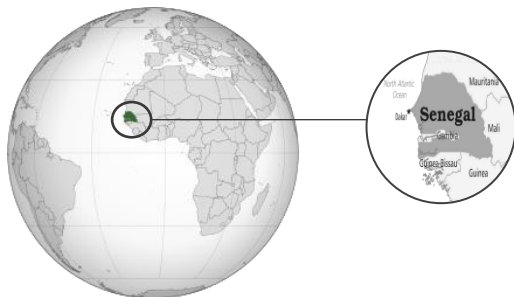 North Atlantic
Ocean
Mauritania
Dakar
Senegal
Gambia
Mali
Guinea-Bissau
Guinea